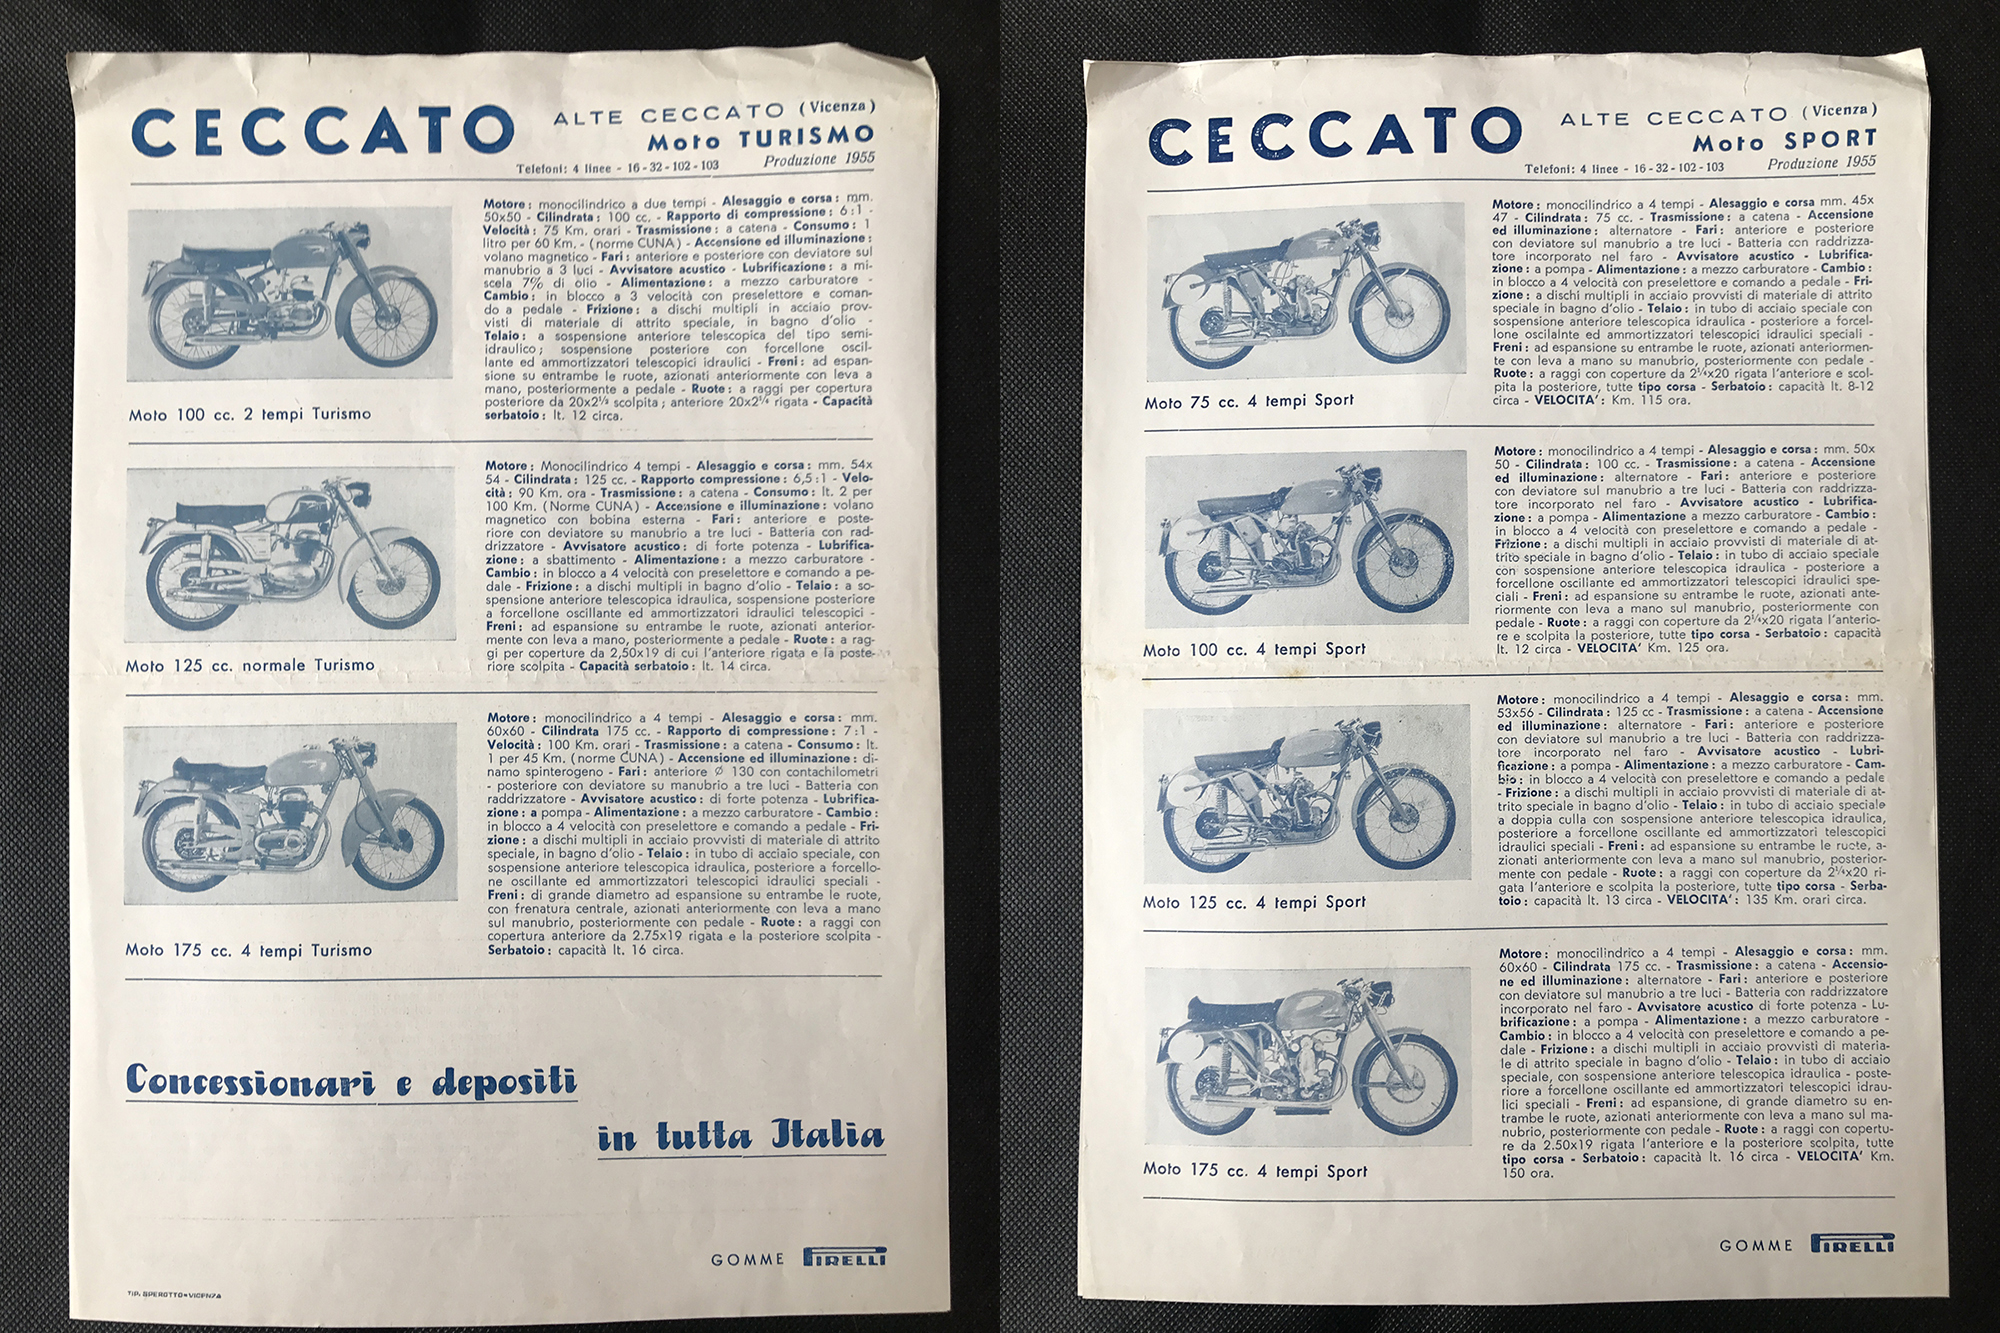 CECCATO
ALTE CECCATO (Vicenza)
Moto TURISMO
Telefoni: 4 linee - 16-32-102-103
Produzione 1955
Motore: monocilindrico a due tempi - Alesaggio e corsa: mm.
50x50 - Cilindrata: 100 cc. - Rapporto di compressione: 6:1 -
Velocità: 75 Km. orari - Trasmissione: a catena - Consumo: 1
litro per 60 Km. - (norme CUNA) - Accensione ed illuminazione:
volano magnetico - Fari: anteriore e posteriore con deviatore sul
manubrio a 3 luci - Avvisatore acustico - Lubrificazione: a mi-
scela 7% di olio - Alimentazione: a mezzo carburatore -
Cambio: in blocco a 3 velocità con preselettore e coman-
do a pedale - Frizione: a dischi multipli in acciaio prov-
visti di materiale di attrito speciale, in bagno d'olio -
Telaio: a sospensione anteriore telescopica del tipo semi-
idraulico; sospensione posteriore con forcellone oscil-
lante ed ammortizzatori telescopici idraulici - Freni: ad espan-
sione su entrambe le ruote, azionati anteriormente con leva a
mano, posteriormente a pedale - Ruote: a raggi per copertura
posteriore da 20x2½ scolpita; anteriore 20x2¼ rigata - Capacità
serbatoio: lt. 12 circa.
Moto 100 cc. 2 tempi Turismo
Motore: Monocilindrico 4 tempi - Alesaggio e corsa: mm. 54x
54 - Cilindrata: 125 cc. - Rapporto compressione: 6,5:1 - Velo-
cità: 90 Km. ora - Trasmissione: a catena - Consumo: lt. 2 per
100 Km. (Norme CUNA) - Accensione e illuminazione: volano
magnetico con bobina esterna - Fari: anteriore e poste-
riore con deviatore su manubrio a tre luci - Batteria con rad-
drizzatore - Avvisatore acustico: di forte potenza - Lubrifica-
zione: a sbattimento - Alimentazione: a mezzo carburatore -
Cambio: in blocco a 4 velocità con preselettore e comando a pe-
dale - Frizione: a dischi multipli in bagno d'olio - Telaio: a so-
spensione anteriore telescopica idraulica, sospensione posteriore
a forcellone oscillante ed ammortizzatori idraulici telescopici -
Freni: ad espansione su entrambe le ruote, azionati anterior-
mente con leva a mano, posteriormente a pedale - Ruote: a rag-
gi per coperture da 2,50x19 di cui l'anteriore rigata e la poste-
riore scolpita - Capacità serbatoio: lt. 14 circa.
Moto 125 cc. normale Turismo
Motore: monocilindrico a 4 tempi - Alesaggio e corsa: mm.
60x60 - Cilindrata 175 cc. - Rapporto di compressione: 7:1 -
Velocità: 100 Km. orari - Trasmissione: a catena - Consumo: lt.
1 per 45 Km. (norme CUNA) - Accensione ed illuminazione: di-
namo spinterogeno - Fari: anteriore ∅ 130 con contachilometri
- posteriore con deviatore su manubrio a tre luci - Batteria con
raddrizzatore - Avvisatore acustico: di forte potenza - Lubrifica-
zione: a pompa - Alimentazione: a mezzo carburatore - Cambio:
in blocco a 4 velocità con preselettore e comando a pedale - Fri-
zione: a dischi multipli in acciaio provvisti di materiale di attrito
speciale, in bagno d'olio - Telaio: in tubo di acciaio speciale, con
sospensione anteriore telescopica idraulica, posteriore a forcello-
ne oscillante ed ammortizzatori telescopici idraulici speciali -
Freni: di grande diametro ad espansione su entrambe le ruote,
con frenatura centrale, azionati anteriormente con leva a mano
sul manubrio, posteriormente con pedale - Ruote: a raggi con
copertura anteriore da 2.75x19 rigata e la posteriore scolpita -
Serbatoio: capacità lt. 16 circa.
Moto 175 cc. 4 tempi Turismo
Concessionari e depositi
in tutta Italia
GOMME PIRELLI
TIP. SPEROTTO-VICENZA
CECCATO
ALTE CECCATO (Vicenza)
Moto SPORT
Telefoni: 4 linee - 16-32-102-103
Produzione 1955
Motore: monocilindrico a 4 tempi - Alesaggio e corsa mm. 45x
47 - Cilindrata: 75 cc. - Trasmissione: a catena - Accensione
ed illuminazione: alternatore - Fari: anteriore e posteriore
con deviatore sul manubrio a tre luci - Batteria con raddrizza-
tore incorporato nel faro - Avvisatore acustico - Lubrifica-
zione: a pompa - Alimentazione: a mezzo carburatore - Cambio:
in blocco a 4 velocità con preselettore e comando a pedale - Fri-
zione: a dischi multipli in acciaio provvisti di materiale di attrito
speciale in bagno d'olio - Telaio: in tubo di acciaio speciale con
sospensione anteriore telescopica idraulica - posteriore a forcel-
lone oscilalnte ed ammortizzatori telescopici idraulici speciali -
Freni: ad espansione su entrambe le ruote, azionati anteriormen-
te con leva a mano su manubrio, posteriormente con pedale -
Ruote: a raggi con coperture da 2¼x20 rigata l'anteriore e scol-
pita la posteriore, tutte tipo corsa - Serbatoio: capacità lt. 8-12
circa - VELOCITA': Km. 115 ora.
Moto 75 cc. 4 tempi Sport
Motore: monocilindrico a 4 tempi - Alesaggio e corsa: mm. 50x
50 - Cilindrata: 100 cc. - Trasmissione: a catena - Accensione
ed illuminazione: alternatore - Fari: anteriore e posteriore
con deviatore sul manubrio a tre luci - Batteria con raddrizza-
tore incorporato nel faro - Avvisatore acustico - Lubrifica-
zione: a pompa - Alimentazione a mezzo carburatore - Cambio:
in blocco a 4 velocità con preselettore e comando a pedale -
Frizione: a dischi multipli in acciaio provvisti di materiale di at-
trito speciale in bagno d'olio - Telaio: in tubo di acciaio speciale
con sospensione anteriore telescopica idraulica - posteriore a
forcellone oscillante ed ammortizzatori telescopici idraulici spe-
ciali - Freni: ad espansione su entrambe le ruote, azionati ante-
riormente con leva a mano sul manubrio, posteriormente con
pedale - Ruote: a raggi con coperture da 2¼x20 rigata l'anterio-
re e scolpita la posteriore, tutte tipo corsa - Serbatoio: capacità
lt. 12 circa - VELOCITA' Km. 125 ora.
Moto 100 cc. 4 tempi Sport
Motore: monocilindrico a 4 tempi - Alesaggio e corsa: mm.
53x56 - Cilindrata: 125 cc - Trasmissione: a catena - Accensione
ed illuminazione: alternatore - Fari: anteriore e posteriore
con deviatore sul manubrio a tre luci - Batteria con raddrizza-
tore incorporato nel faro - Avvisatore acustico - Lubri-
ficazione: a pompa - Alimentazione: a mezzo carburatore - Cam-
bio: in blocco a 4 velocità con preselettore e comando a pedale
- Frizione: a dischi multipli in acciaio provvisti di materiale di at-
trito speciale in bagno d'olio - Telaio: in tubo di acciaio speciale
a doppia culla con sospensione anteriore telescopica idraulica,
posteriore a forcellone oscillante ed ammortizzatori telescopici
idraulici speciali - Freni: ad espansione su entrambe le ruote, a-
zionati anteriormente con leva a mano sul manubrio, posterior-
mente con pedale - Ruote: a raggi con coperture da 2¼x20 ri-
gata l'anteriore e scolpita la posteriore, tutte tipo corsa - Serba-
toio: capacità lt. 13 circa - VELOCITA': 135 Km. orari circa.
Moto 125 cc. 4 tempi Sport
Motore: monocilindrico a 4 tempi - Alesaggio e corsa: mm.
60x60 - Cilindrata 175 cc. - Trasmissione: a catena - Accensio-
ne ed illuminazione: alternatore - Fari: anteriore e posteriore
con deviatore sul manubrio a tre luci - Batteria con raddrizzatore
incorporato nel faro - Avvisatore acustico di forte potenza - Lu-
brificazione: a pompa - Alimentazione: a mezzo carburatore -
Cambio: in blocco a 4 velocità con preselettore e comando a pe-
dale - Frizione: a dischi multipli in acciaio provvisti di materia-
le di attrito speciale in bagno d'olio - Telaio: in tubo di acciaio
speciale, con sospensione anteriore telescopica idraulica - poste-
riore a forcellone oscillante ed ammortizzatori telescopici idrau-
lici speciali - Freni: ad espansione, di grande diametro su en-
trambe le ruote, azionati anteriormente con leva a mano sul ma-
nubrio, posteriormente con pedale - Ruote: a raggi con copertu-
re da 2.50x19 rigata l'anteriore e la posteriore scolpita, tutte
tipo corsa - Serbatoio: capacità lt. 16 circa - VELOCITA' Km.
150 ora.
Moto 175 cc. 4 tempi Sport
GOMME PIRELLI